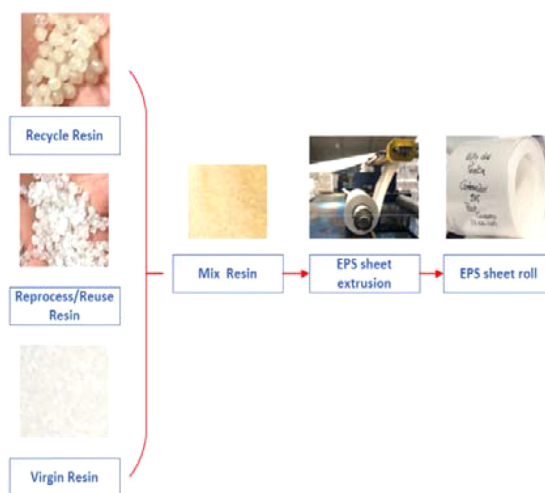 Recycle Resin
Reprocess/Reuse
Resin
Virgin Resin
Mix Resin
EPS sheet
extrusion
EPS sheet roll